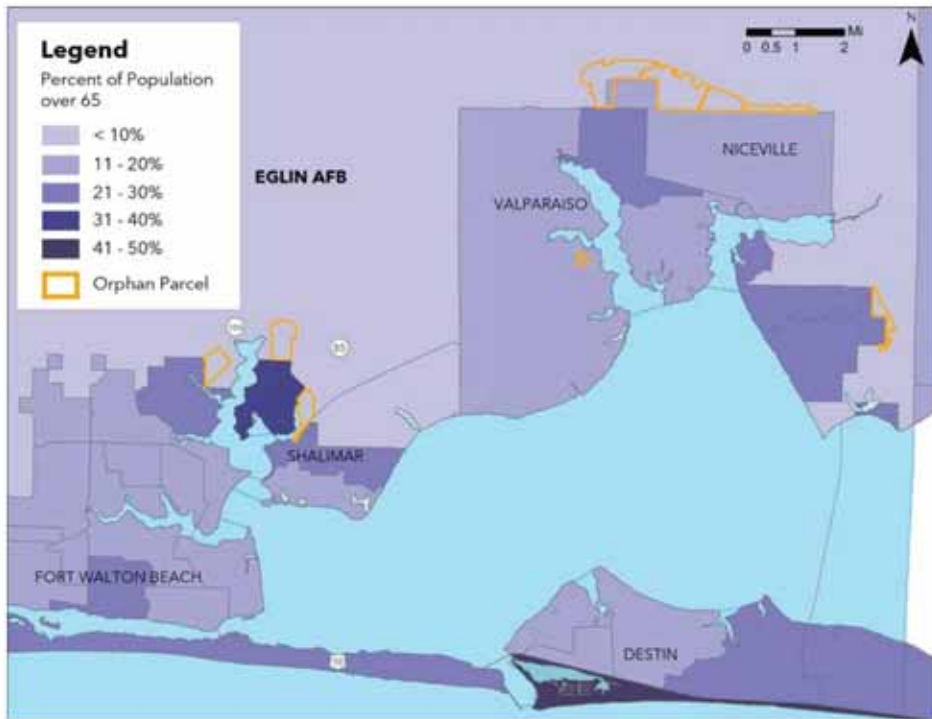 Legend
Percent of Population
over 65
< 10%
11 - 20%
21 - 30%
31 - 40%
41 - 50%
Orphan Parcel
Mi
0 0.5 1 2
N
EGLIN AFB
NICEVILLE
VALPARAISO
85
SHALIMAR
FORT WALTON BEACH
DESTIN